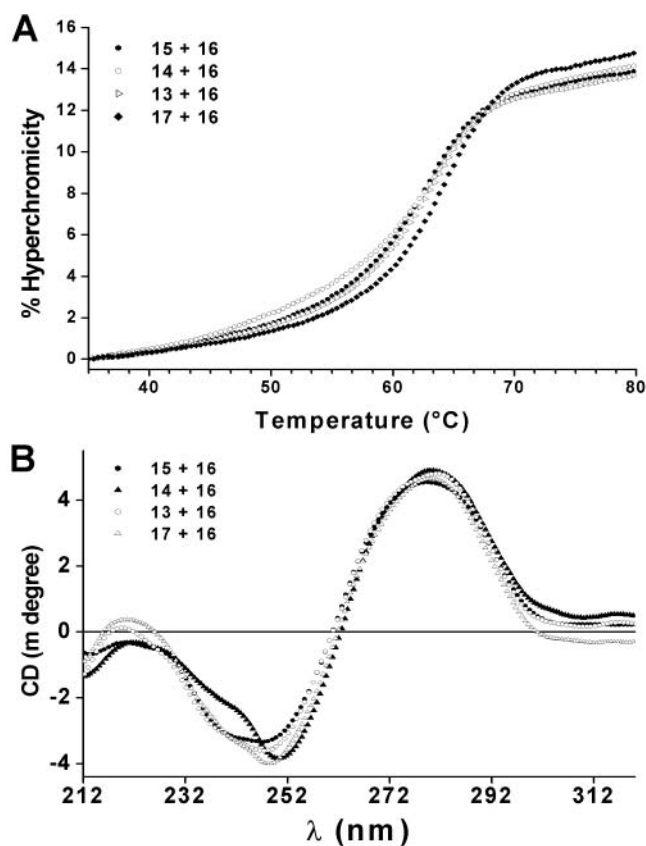 A
% Hyperchromicity
16
14
12
10
8
6
4
2
0
15 + 16
14 + 16
13 + 16
17 + 16
40 50 60 70 80
Temperature (°C)
B
CD (m degree)
4
2
0
-2
-4
15 + 16
14 + 16
13 + 16
17 + 16
212 232 252 272 292 312
λ (nm)